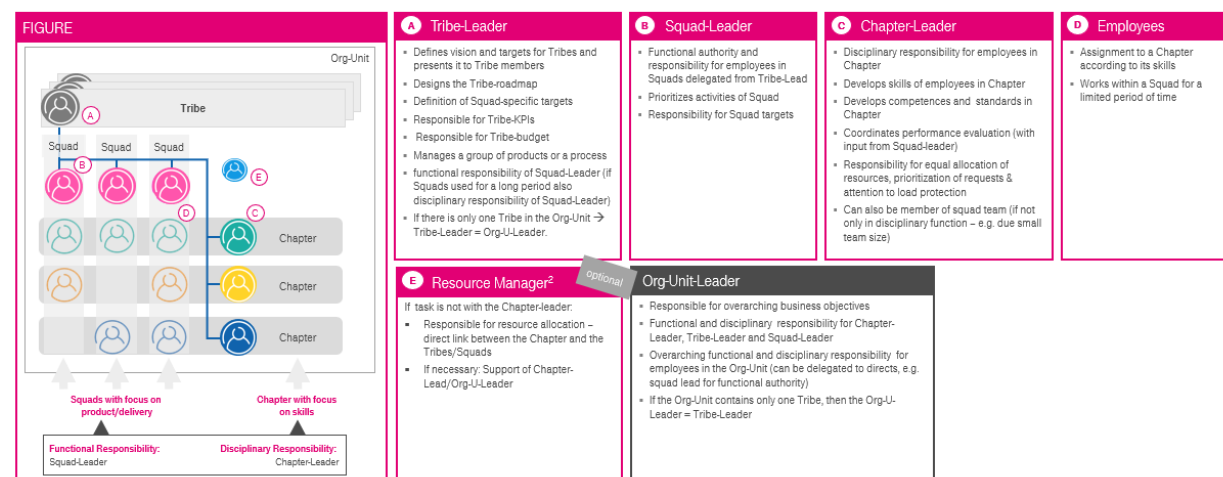 FIGURE
Org-Unit
Tribe
A
Squad
Squad
Squad
B
E
D
C
Chapter
Chapter
Chapter
Squads with focus on
product/delivery
Chapter with focus
on skills
Functional Responsibility:
Squad-Leader
Disciplinary Responsibility:
Chapter-Leader
A Tribe-Leader
▪ Defines vision and targets for Tribes and
presents it to Tribe members
▪ Designs the Tribe-roadmap
▪ Definition of Squad-specific targets
▪ Responsible for Tribe-KPIs
▪ Responsible for Tribe-budget
▪ Manages a group of products or a process
▪ functional responsibility of Squad-Leader (if
Squads used for a long period also
disciplinary responsibility of Squad-Leader)
▪ If there is only one Tribe in the Org-Unit →
Tribe-Leader = Org-U-Leader.
B Squad-Leader
▪ Functional authority and
responsibility for employees in
Squads delegated from Tribe-Lead
▪ Prioritizes activities of Squad
▪ Responsibility for Squad targets
C Chapter-Leader
▪ Disciplinary responsibility for employees in
Chapter
▪ Develops skills of employees in Chapter
▪ Develops competences and standards in
Chapter
▪ Coordinates performance evaluation (with
input from Squad-leader)
▪ Responsibility for equal allocation of
resources, prioritization of requests &
attention to load protection
▪ Can also be member of squad team (if not
only in disciplinary function – e.g. due small
team size)
D Employees
▪ Assignment to a Chapter
according to its skills
▪ Works within a Squad for a
limited period of time
E Resource Manager²
optional
If task is not with the Chapter-leader:
▪ Responsible for resource allocation –
direct link between the Chapter and the
Tribes/Squads
▪ If necessary: Support of Chapter-
Lead/Org-U-Leader
Org-Unit-Leader
▪ Responsible for overarching business objectives
▪ Functional and disciplinary responsibility for Chapter-
Leader, Tribe-Leader and Squad-Leader
▪ Overarching functional and disciplinary responsibility for
employees in the Org-Unit (can be delegated to directs, e.g.
squad lead for functional authority)
▪ If the Org-Unit contains only one Tribe, then the Org-U-
Leader = Tribe-Leader